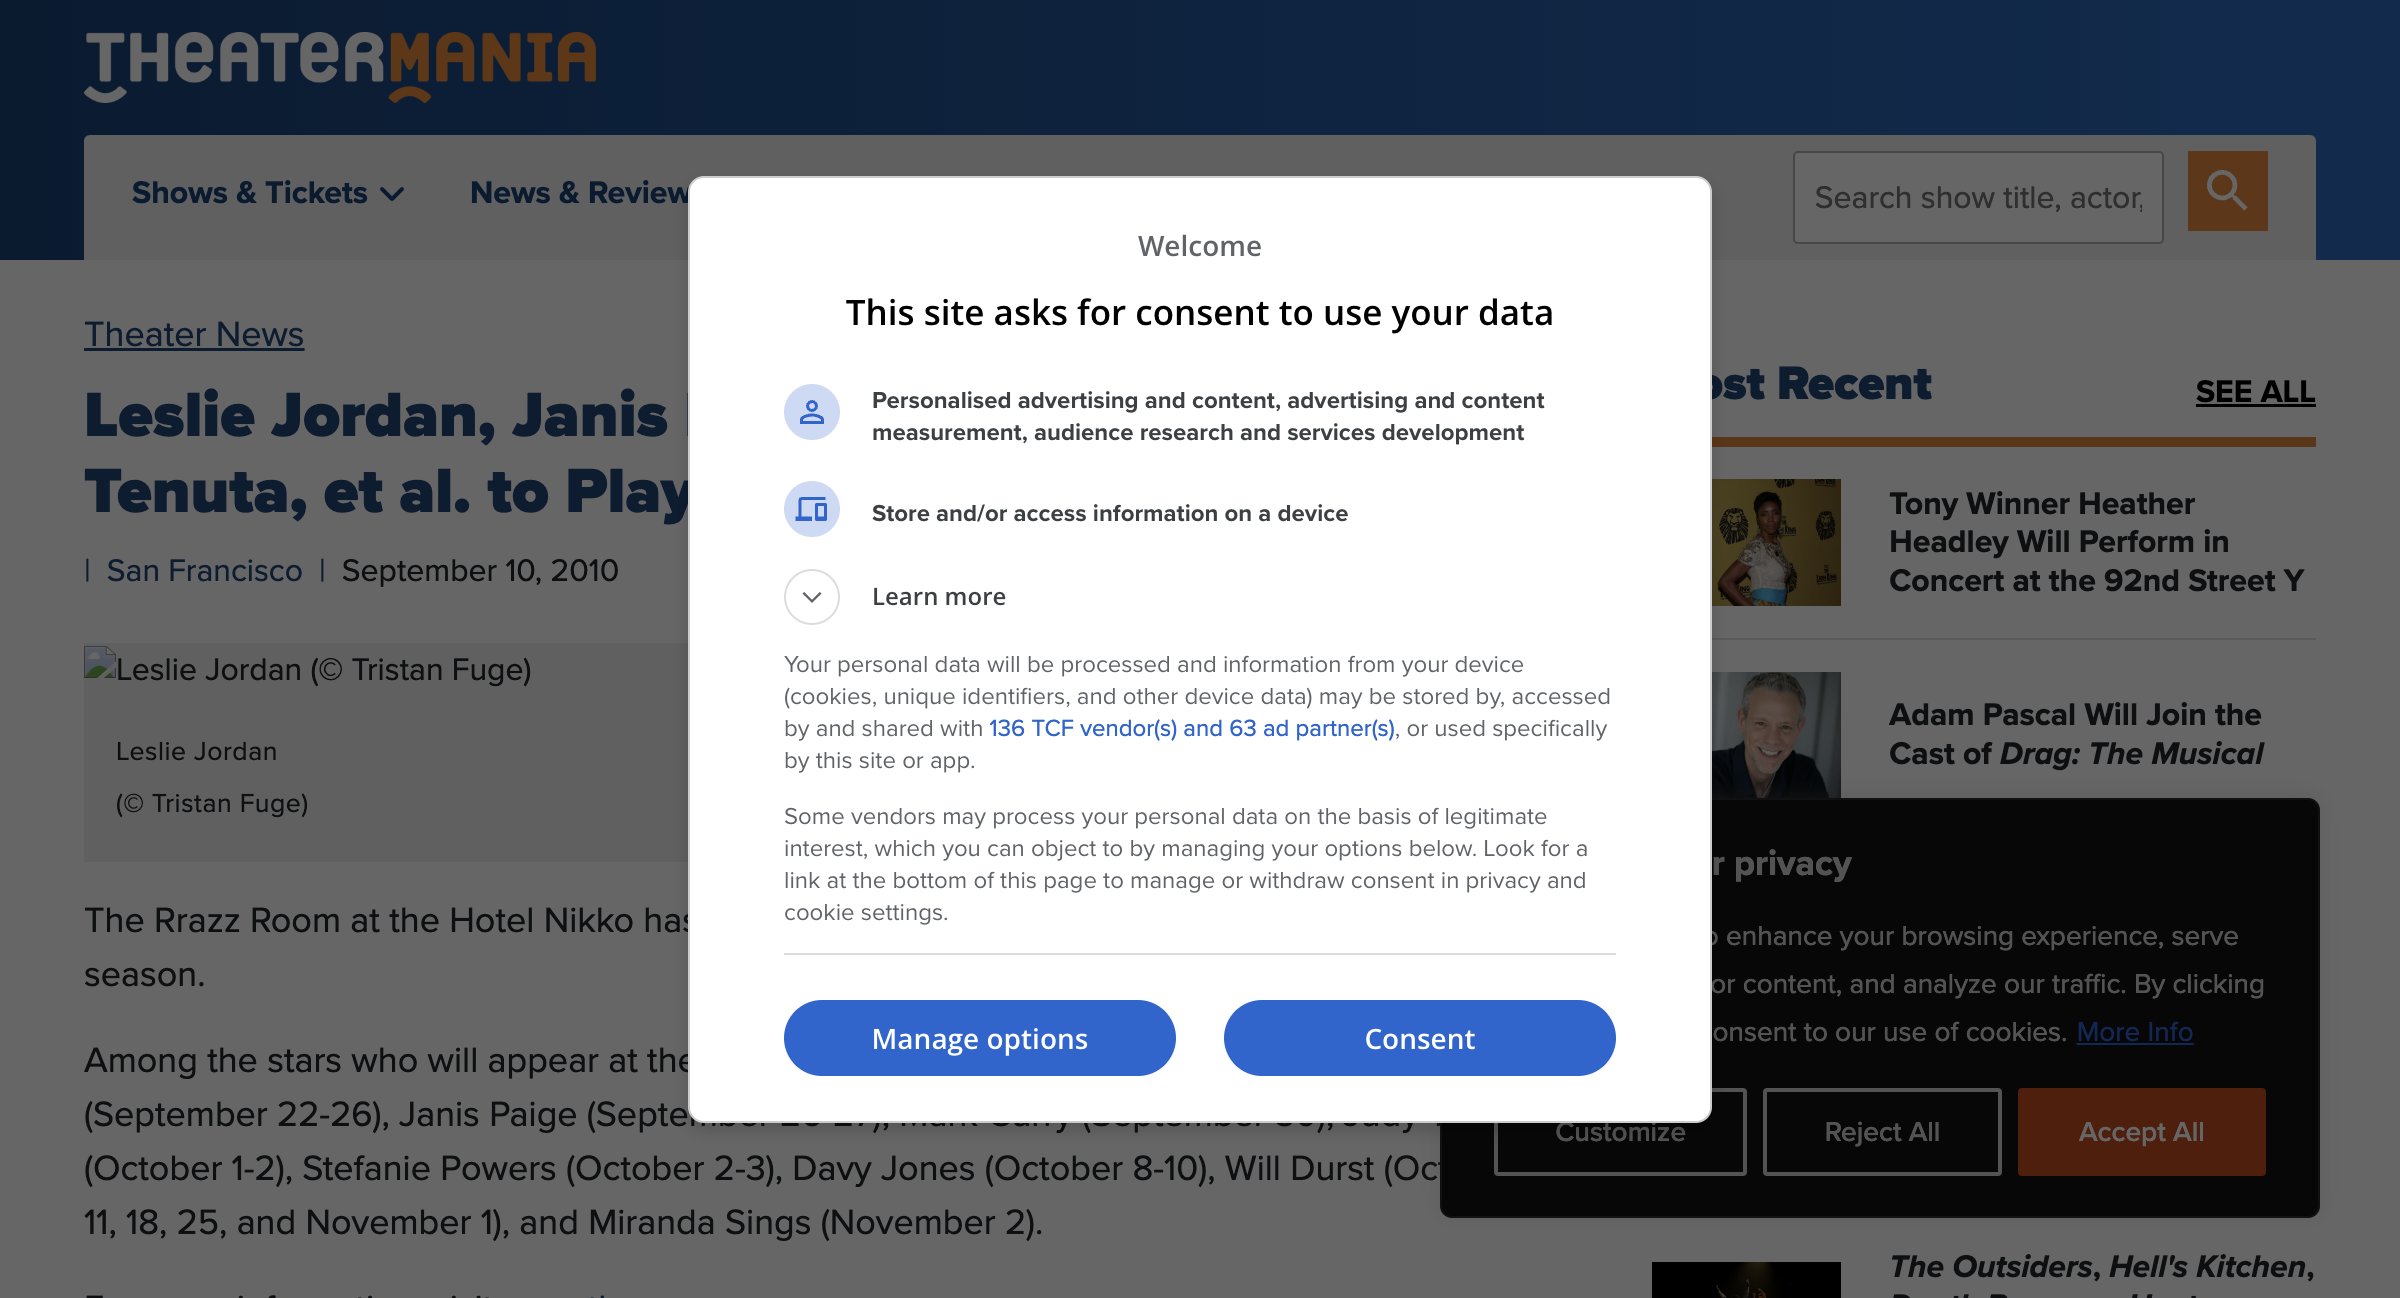 THEATERMANIA
Shows & Tickets
News & Review
Search show title, actor,
Theater News
Leslie Jordan, Janis
Tenuta, et al. to Play
| San Francisco | September 10, 2010
Leslie Jordan (© Tristan Fuge)
Leslie Jordan
(© Tristan Fuge)
The Rrazz Room at the Hotel Nikko has
season.
Among the stars who will appear at the
(September 22-26), Janis Paige (September 26-27), Mark Curry (September 30), Judy
(October 1-2), Stefanie Powers (October 2-3), Davy Jones (October 8-10), Will Durst (Oct
11, 18, 25, and November 1), and Miranda Sings (November 2).
Welcome
This site asks for consent to use your data
Personalised advertising and content, advertising and content
measurement, audience research and services development
Store and/or access information on a device
Learn more
Your personal data will be processed and information from your device
(cookies, unique identifiers, and other device data) may be stored by, accessed
by and shared with 136 TCF vendor(s) and 63 ad partner(s), or used specifically
by this site or app.
Some vendors may process your personal data on the basis of legitimate
interest, which you can object to by managing your options below. Look for a
link at the bottom of this page to manage or withdraw consent in privacy and
cookie settings.
Manage options
Consent
ost Recent
SEE ALL
Tony Winner Heather
Headley Will Perform in
Concert at the 92nd Street Y
Adam Pascal Will Join the
Cast of Drag: The Musical
r privacy
o enhance your browsing experience, serve
or content, and analyze our traffic. By clicking
onsent to our use of cookies. More Info
Customize
Reject All
Accept All
The Outsiders, Hell's Kitchen,